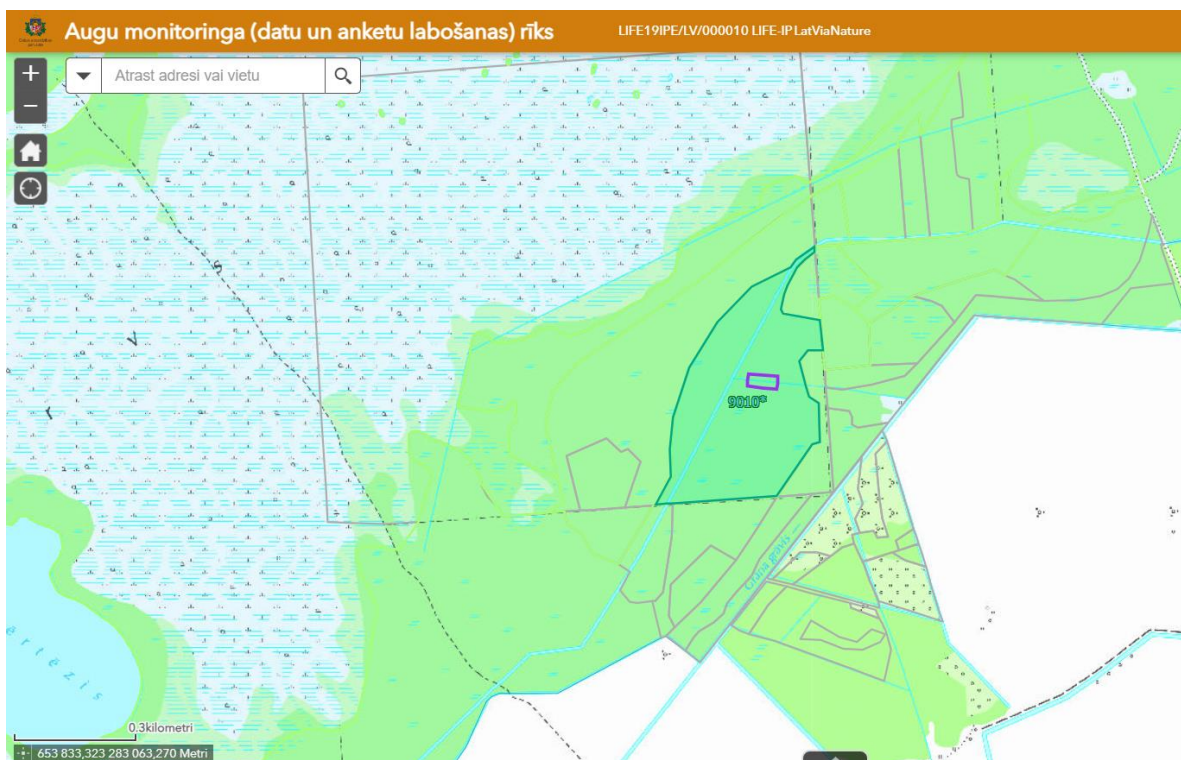 Augu monitoringa (datu un anketu labošanas) rīks
LIFE19IPE/LV/000010 LIFE-IP LatViaNature
Atrast adresi vai vietu
9010*
0.3kilometri
653 833,323 283 063,270 Metri